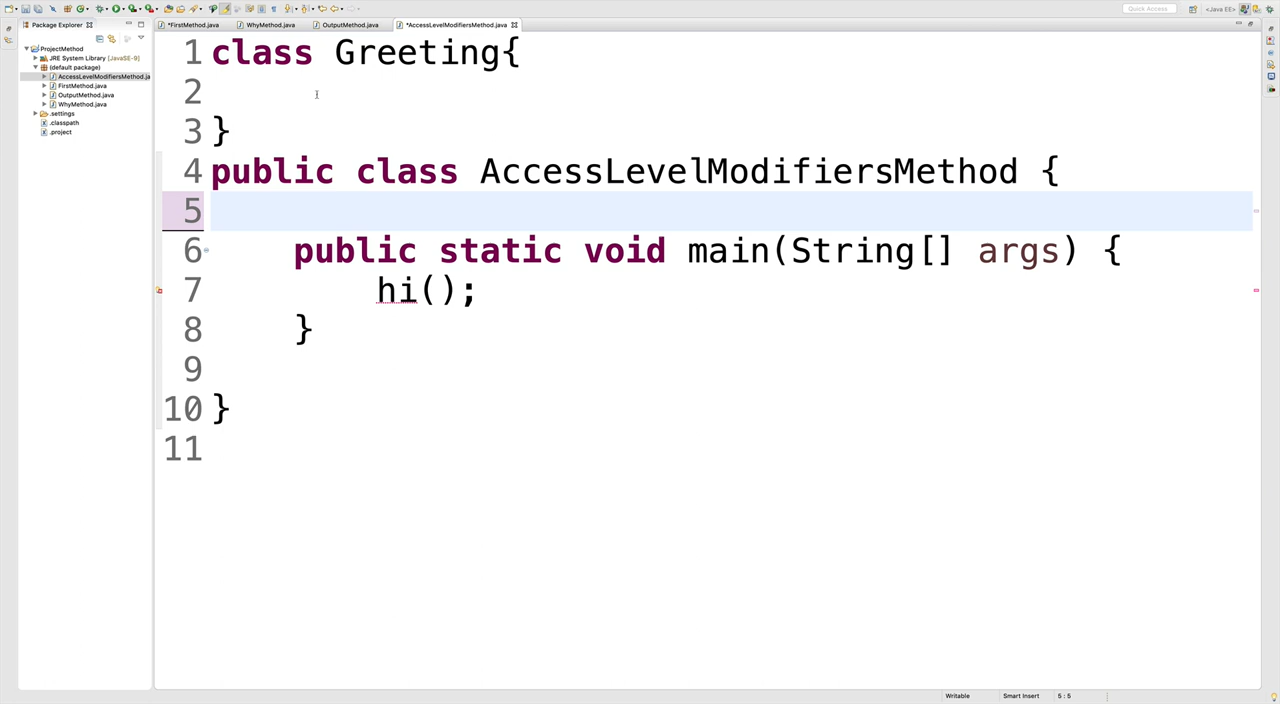 Quick Access
<Java EE>
Package Explorer
*FirstMethod.java
WhyMethod.java
OutputMethod.java
*AccessLevelModifiersMethod.java
ProjectMethod
JRE System Library [JavaSE-9]
(default package)
AccessLevelModifiersMethod.ja
FirstMethod.java
OutputMethod.java
WhyMethod.java
.settings
.classpath
.project
1 class Greeting{
2
3 }
4 public class AccessLevelModifiersMethod {
5
6 public static void main(String[] args) {
7 hi();
8 }
9
10 }
11
Writable
Smart Insert
5 : 5